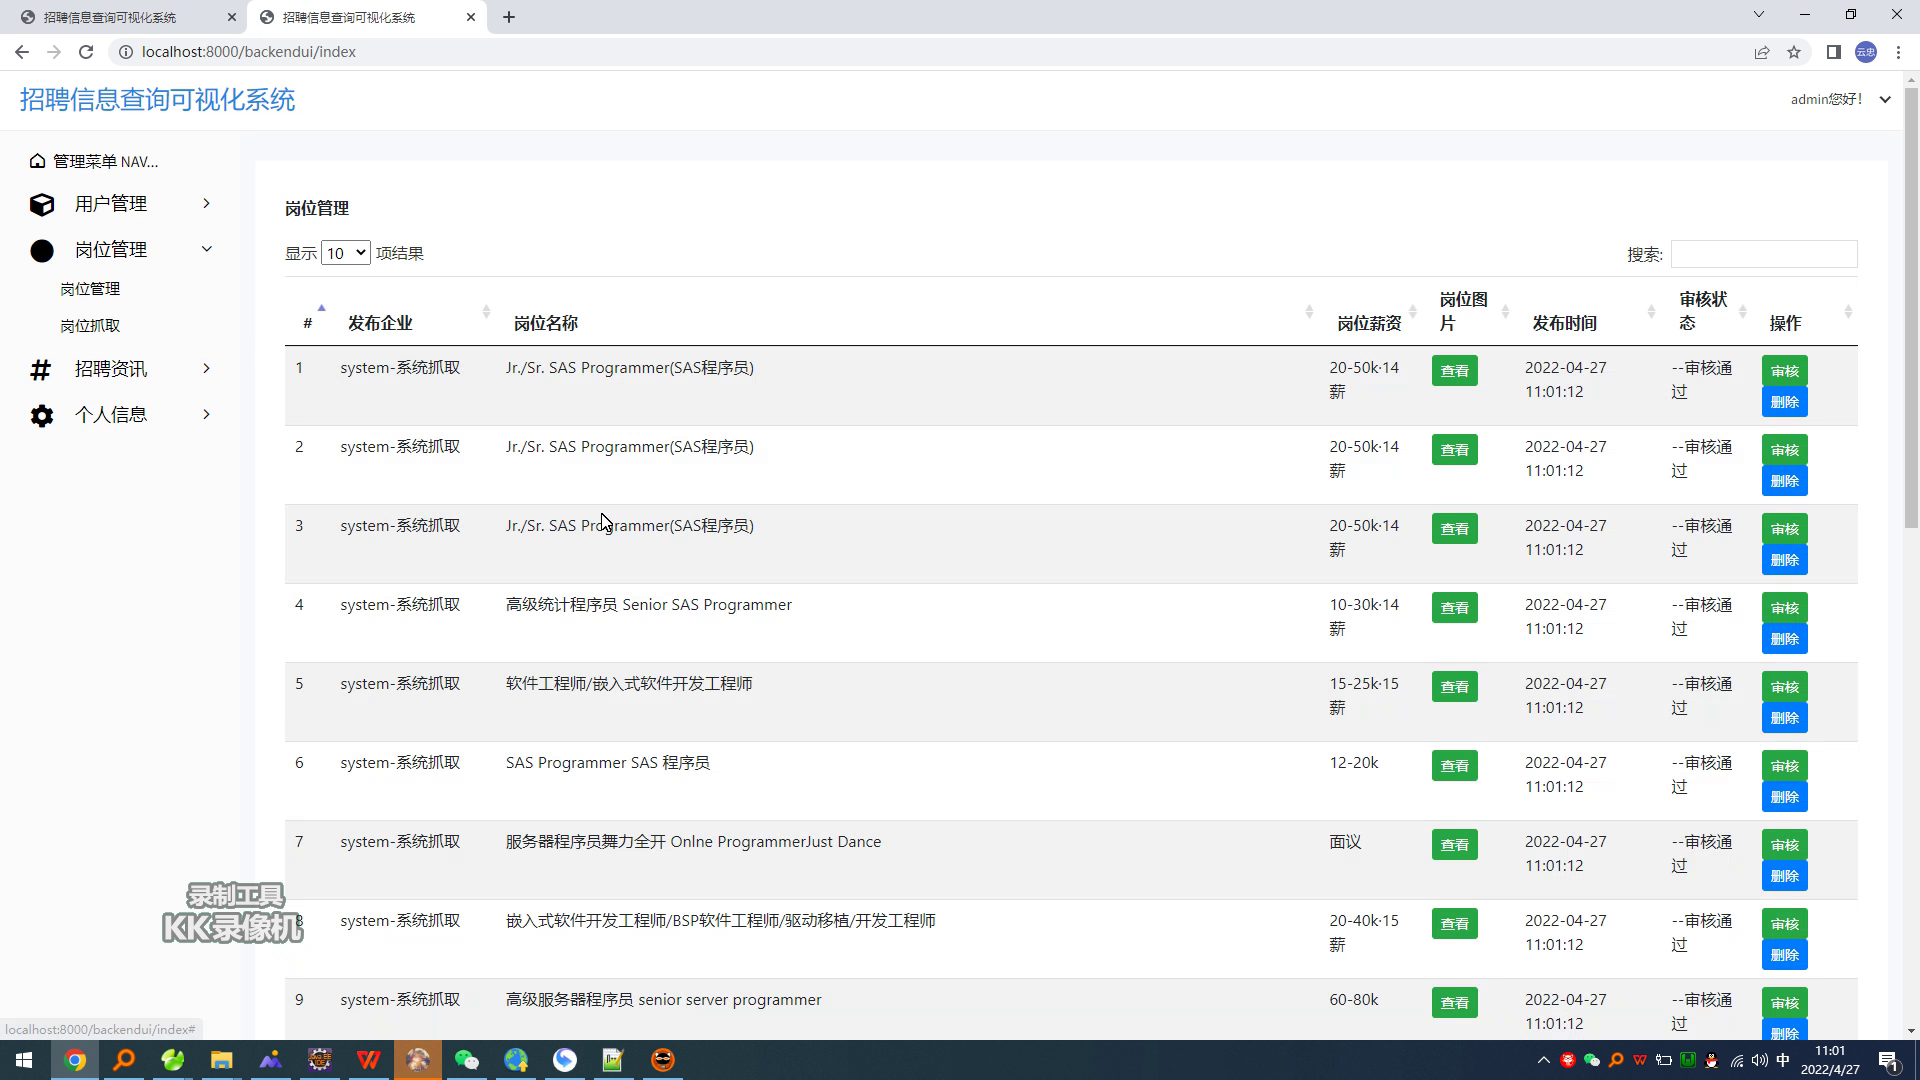 招聘信息查询可视化系统
招聘信息查询可视化系统
localhost:8000/backendui/index
云忠
招聘信息查询可视化系统
admin您好！
管理菜单 NAV...
用户管理
岗位管理
岗位管理
岗位抓取
招聘资讯
个人信息
岗位管理
显示 10 项结果
搜索:
# 发布企业 岗位名称 岗位薪资 岗位图片 发布时间 审核状态 操作
1 system-系统抓取 Jr./Sr. SAS Programmer(SAS程序员) 20-50k·14 查看 2022-04-27 --审核通 审核
薪 11:01:12 过 删除
2 system-系统抓取 Jr./Sr. SAS Programmer(SAS程序员) 20-50k·14 查看 2022-04-27 --审核通 审核
薪 11:01:12 过 删除
3 system-系统抓取 Jr./Sr. SAS Programmer(SAS程序员) 20-50k·14 查看 2022-04-27 --审核通 审核
薪 11:01:12 过 删除
4 system-系统抓取 高级统计程序员 Senior SAS Programmer 10-30k·14 查看 2022-04-27 --审核通 审核
薪 11:01:12 过 删除
5 system-系统抓取 软件工程师/嵌入式软件开发工程师 15-25k·15 查看 2022-04-27 --审核通 审核
薪 11:01:12 过 删除
6 system-系统抓取 SAS Programmer SAS 程序员 12-20k 查看 2022-04-27 --审核通 审核
11:01:12 过 删除
7 system-系统抓取 服务器程序员舞力全开 Onlne ProgrammerJust Dance 面议 查看 2022-04-27 --审核通 审核
11:01:12 过 删除
8 system-系统抓取 嵌入式软件开发工程师/BSP软件工程师/驱动移植/开发工程师 20-40k·15 查看 2022-04-27 --审核通 审核
薪 11:01:12 过 删除
9 system-系统抓取 高级服务器程序员 senior server programmer 60-80k 查看 2022-04-27 --审核通 审核
11:01:12 过 删除
录制工具
KK录像机
localhost:8000/backendui/index#
中
11:01
2022/4/27
1